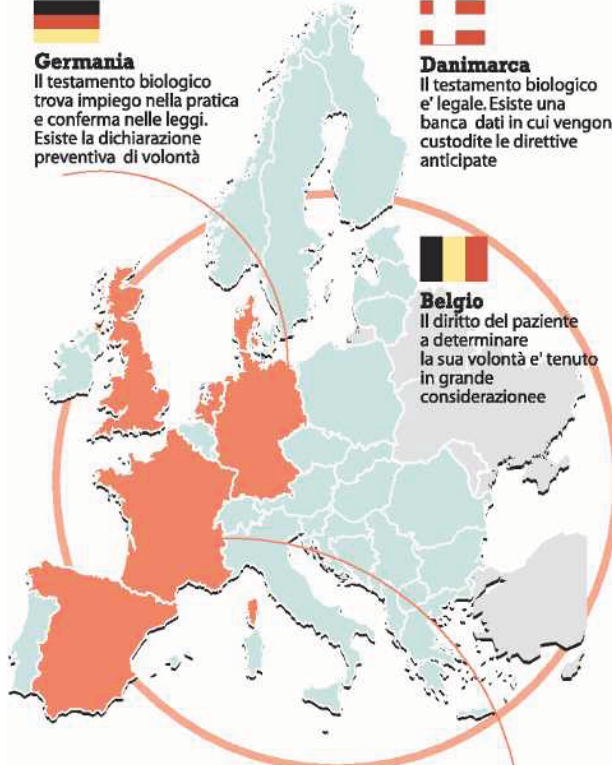 Germania
Il testamento biologico
trova impiego nella pratica
e conferma nelle leggi.
Esiste la dichiarazione
preventiva di volontà
Danimarca
Il testamento biologico
e' legale. Esiste una
banca dati in cui vengon
custodite le direttive
anticipate
Belgio
Il diritto del paziente
a determinare
la sua volontà e' tenuto
in grande
considerazionee